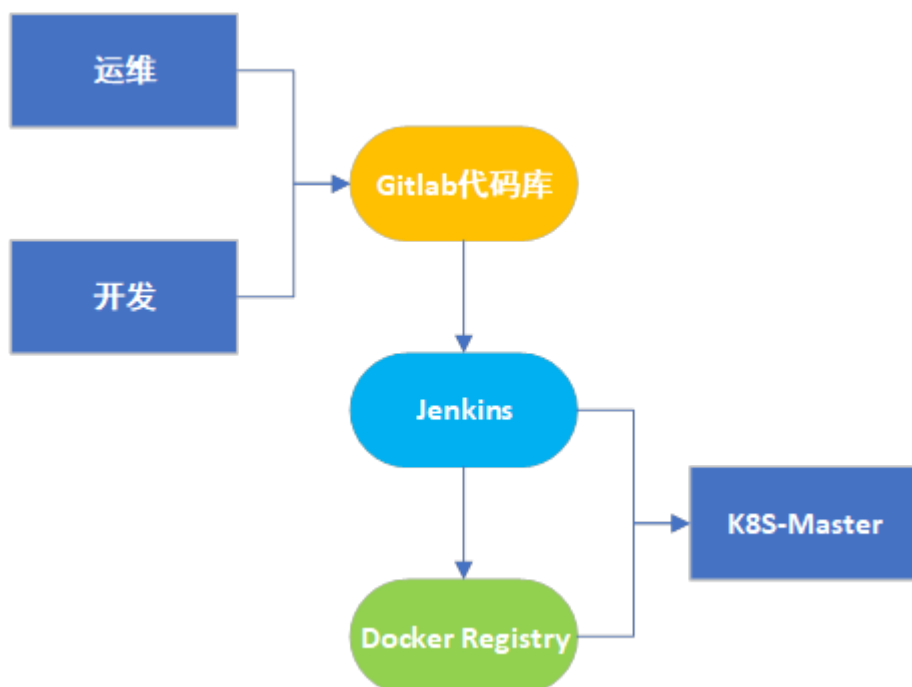 运维
Gitlab代码库
开发
Jenkins
K8S-Master
Docker Registry